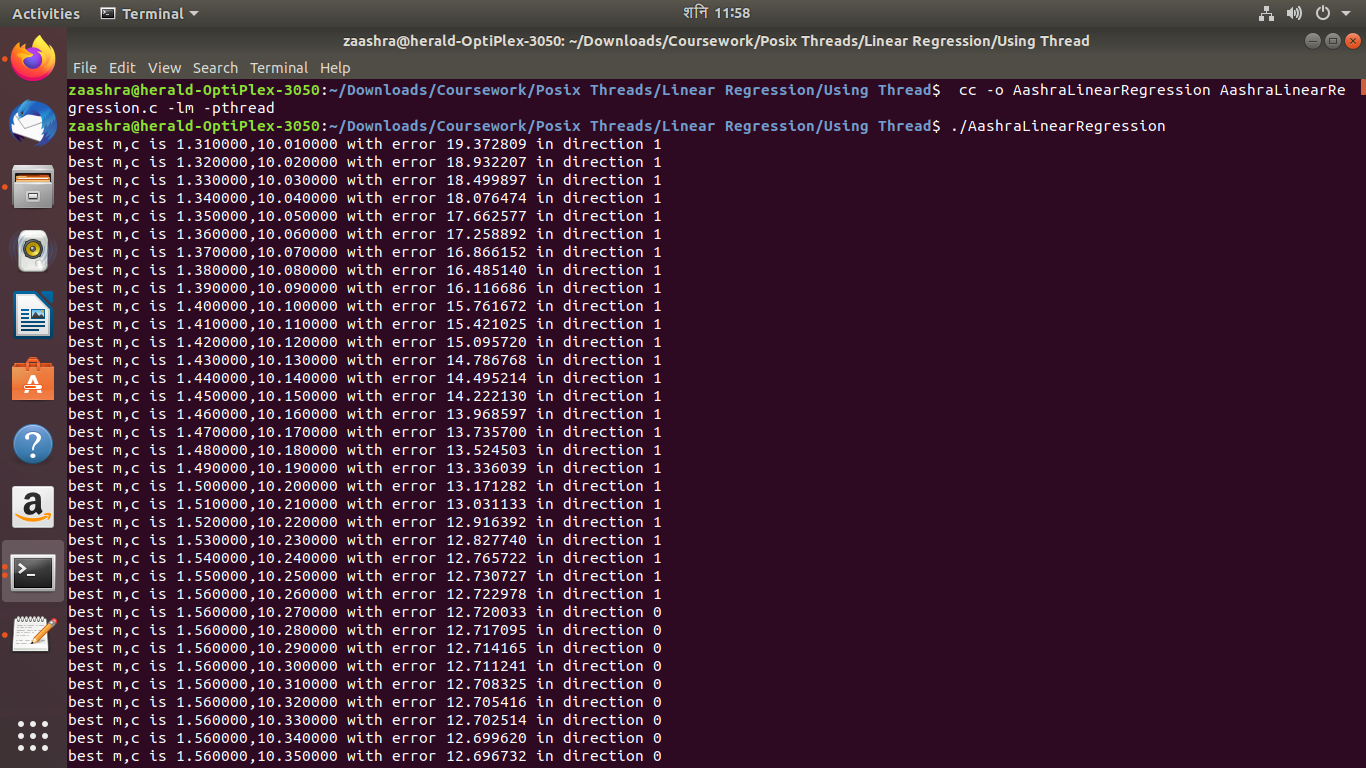 Activities Terminal शनि 11:58
zaashra@herald-OptiPlex-3050: ~/Downloads/Coursework/Posix Threads/Linear Regression/Using Thread
File Edit View Search Terminal Help
zaashra@herald-OptiPlex-3050:~/Downloads/Coursework/Posix Threads/Linear Regression/Using Thread$  cc -o AashraLinearRegression AashraLinearRe
gression.c -lm -pthread
zaashra@herald-OptiPlex-3050:~/Downloads/Coursework/Posix Threads/Linear Regression/Using Thread$ ./AashraLinearRegression
best m,c is 1.310000,10.010000 with error 19.372809 in direction 1
best m,c is 1.320000,10.020000 with error 18.932207 in direction 1
best m,c is 1.330000,10.030000 with error 18.499897 in direction 1
best m,c is 1.340000,10.040000 with error 18.076474 in direction 1
best m,c is 1.350000,10.050000 with error 17.662577 in direction 1
best m,c is 1.360000,10.060000 with error 17.258892 in direction 1
best m,c is 1.370000,10.070000 with error 16.866152 in direction 1
best m,c is 1.380000,10.080000 with error 16.485140 in direction 1
best m,c is 1.390000,10.090000 with error 16.116686 in direction 1
best m,c is 1.400000,10.100000 with error 15.761672 in direction 1
best m,c is 1.410000,10.110000 with error 15.421025 in direction 1
best m,c is 1.420000,10.120000 with error 15.095720 in direction 1
best m,c is 1.430000,10.130000 with error 14.786768 in direction 1
best m,c is 1.440000,10.140000 with error 14.495214 in direction 1
best m,c is 1.450000,10.150000 with error 14.222130 in direction 1
best m,c is 1.460000,10.160000 with error 13.968597 in direction 1
best m,c is 1.470000,10.170000 with error 13.735700 in direction 1
best m,c is 1.480000,10.180000 with error 13.524503 in direction 1
best m,c is 1.490000,10.190000 with error 13.336039 in direction 1
best m,c is 1.500000,10.200000 with error 13.171282 in direction 1
best m,c is 1.510000,10.210000 with error 13.031133 in direction 1
best m,c is 1.520000,10.220000 with error 12.916392 in direction 1
best m,c is 1.530000,10.230000 with error 12.827740 in direction 1
best m,c is 1.540000,10.240000 with error 12.765722 in direction 1
best m,c is 1.550000,10.250000 with error 12.730727 in direction 1
best m,c is 1.560000,10.260000 with error 12.722978 in direction 1
best m,c is 1.560000,10.270000 with error 12.720033 in direction 0
best m,c is 1.560000,10.280000 with error 12.717095 in direction 0
best m,c is 1.560000,10.290000 with error 12.714165 in direction 0
best m,c is 1.560000,10.300000 with error 12.711241 in direction 0
best m,c is 1.560000,10.310000 with error 12.708325 in direction 0
best m,c is 1.560000,10.320000 with error 12.705416 in direction 0
best m,c is 1.560000,10.330000 with error 12.702514 in direction 0
best m,c is 1.560000,10.340000 with error 12.699620 in direction 0
best m,c is 1.560000,10.350000 with error 12.696732 in direction 0